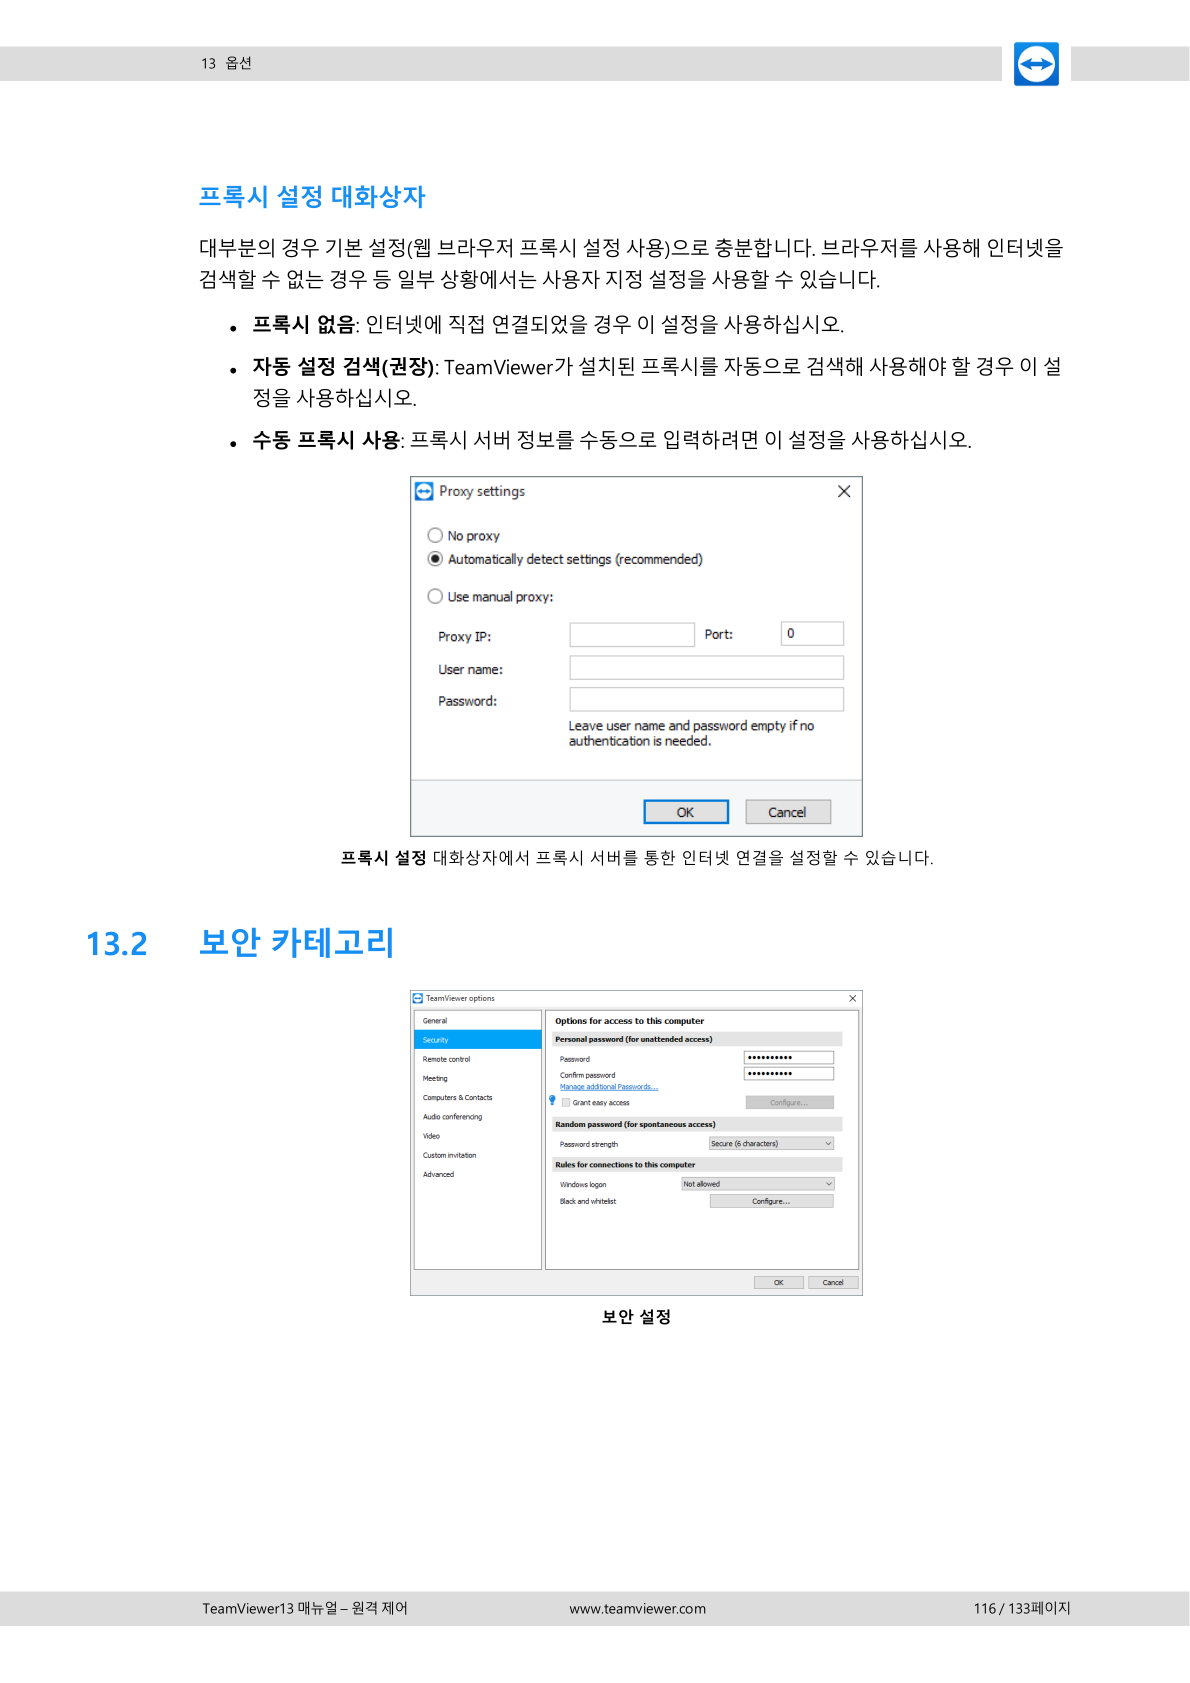 13 옵션
프록시 설정 대화상자
대부분의 경우 기본 설정(웹 브라우저 프록시 설정 사용)으로 충분합니다. 브라우저를 사용해 인터넷을
검색할 수 없는 경우 등 일부 상황에서는 사용자 지정 설정을 사용할 수 있습니다.
• 프록시 없음: 인터넷에 직접 연결되었을 경우 이 설정을 사용하십시오.
• 자동 설정 검색(권장): TeamViewer가 설치된 프록시를 자동으로 검색해 사용해야 할 경우 이 설
정을 사용하십시오.
• 수동 프록시 사용: 프록시 서버 정보를 수동으로 입력하려면 이 설정을 사용하십시오.
Proxy settings
No proxy
Automatically detect settings (recommended)
Use manual proxy:
Proxy IP: Port: 0
User name:
Password:
Leave user name and password empty if no
authentication is needed.
OK Cancel
프록시 설정 대화상자에서 프록시 서버를 통한 인터넷 연결을 설정할 수 있습니다.
13.2 보안 카테고리
TeamViewer options
General
Security
Remote control
Meeting
Computers & Contacts
Audio conferencing
Video
Custom invitation
Advanced
Options for access to this computer
Personal password (for unattended access)
Password ••••••••••
Confirm password ••••••••••
Manage additional Passwords...
Grant easy access Configure...
Random password (for spontaneous access)
Password strength Secure (6 characters)
Rules for connections to this computer
Windows logon Not allowed
Black and whitelist Configure...
OK Cancel
보안 설정
TeamViewer13 매뉴얼 – 원격 제어 www.teamviewer.com 116 / 133페이지